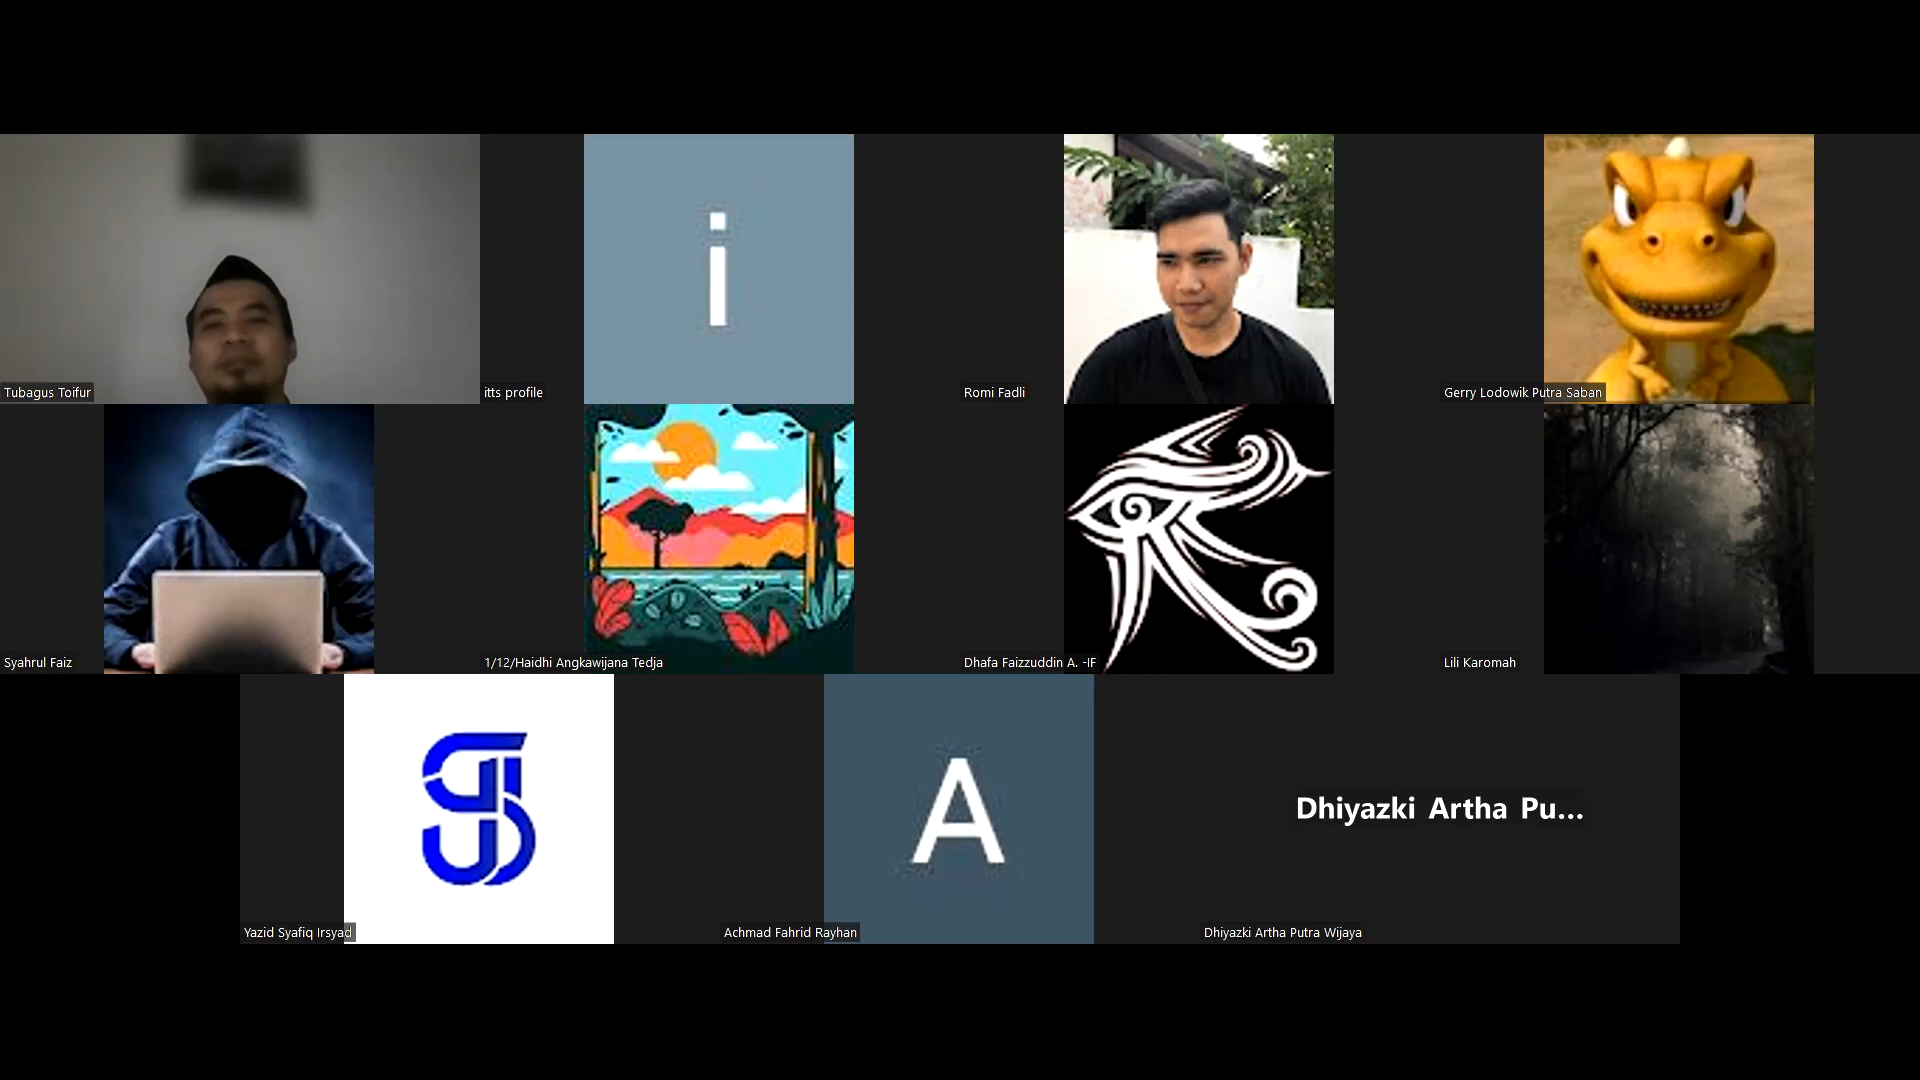 i
Tubagus Toifur
itts profile
Romi Fadli
Gerry Lodowik Putra Saban
Syahrul Faiz
1/12/Haidhi Angkawijana Tedja
Dhafa Faizzuddin A. -IF
Lili Karomah
A
Dhiyazki Artha Pu...
Yazid Syafiq Irsyad
Achmad Fahrid Rayhan
Dhiyazki Artha Putra Wijaya